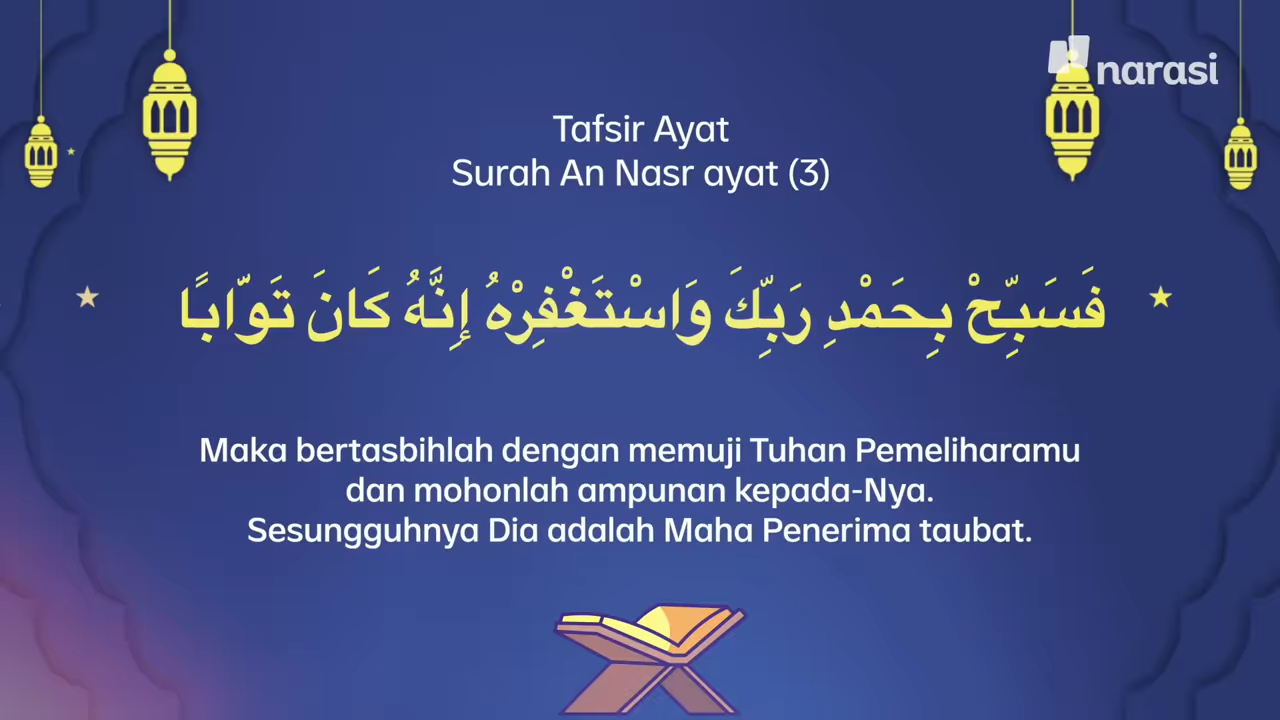 narasi
Tafsir Ayat
Surah An Nasr ayat (3)
فَسَبِّحْ بِحَمْدِ رَبِّكَ وَاسْتَغْفِرْهُ إِنَّهُ كَانَ تَوَّابًا
Maka bertasbihlah dengan memuji Tuhan Pemeliharamu
dan mohonlah ampunan kepada-Nya.
Sesungguhnya Dia adalah Maha Penerima taubat.